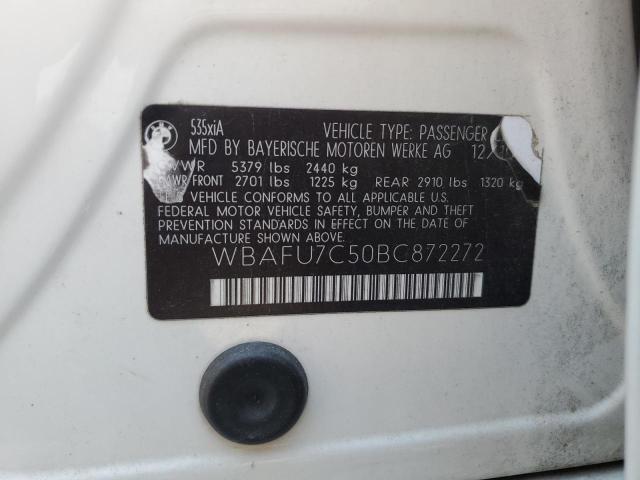 535xiA VEHICLE TYPE: PASSENGER
MFD BY BAYERISCHE MOTOREN WERKE AG 12/
5379 lbs 2440 kg
FRONT 2701 lbs 1225 kg REAR 2910 lbs 1320 kg
VEHICLE CONFORMS TO ALL APPLICABLE U.S.
FEDERAL MOTOR VEHICLE SAFETY, BUMPER AND THEFT
PREVENTION STANDARDS IN EFFECT ON THE DATE OF
MANUFACTURE SHOWN ABOVE.
WBAFU7C50BC872272